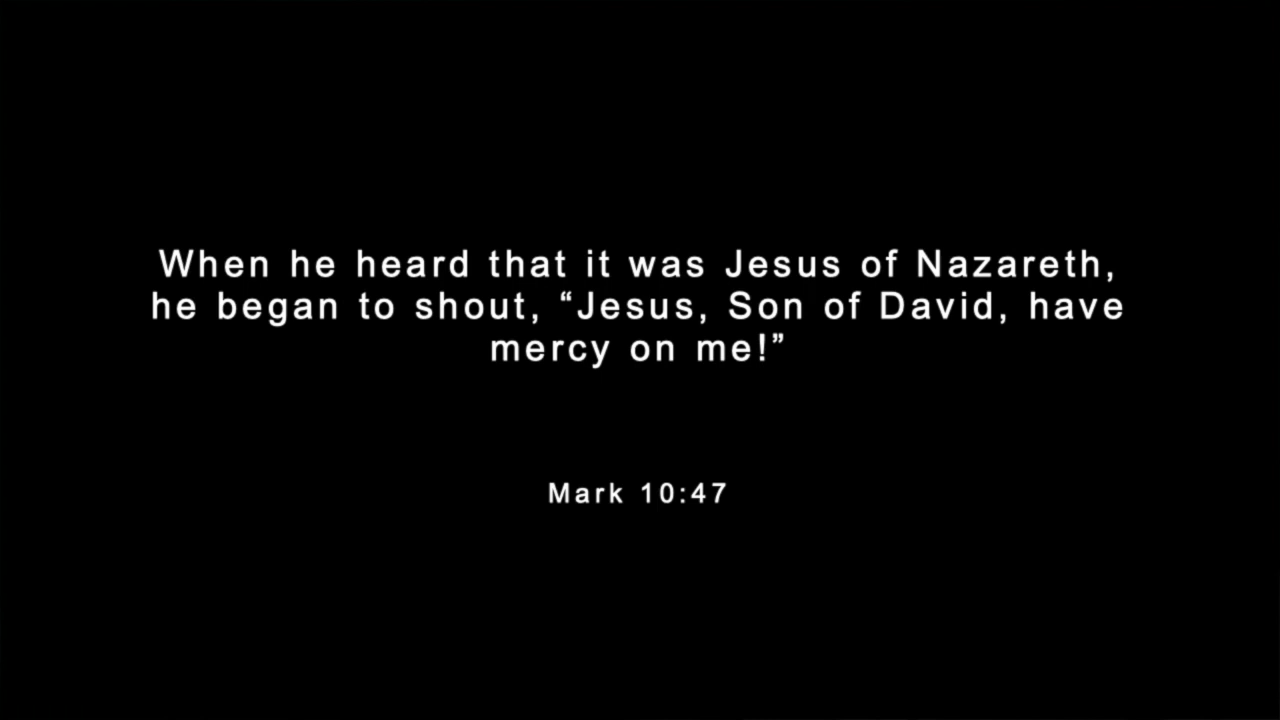 When he heard that it was Jesus of Nazareth,
he began to shout, “Jesus, Son of David, have
mercy on me!”
Mark 10:47